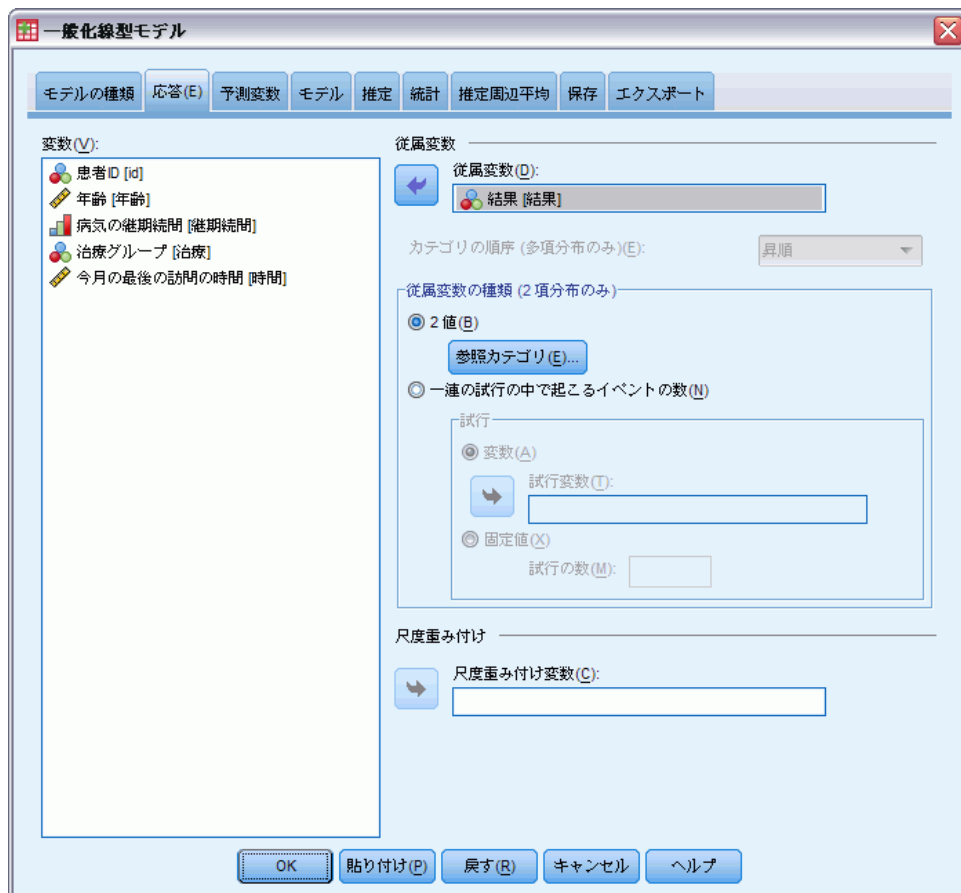 一般化線型モデル
モデルの種類 応答(E) 予測変数 モデル 推定 統計 推定周辺平均 保存 エクスポート
変数(V):
患者ID [id]
年齢 [年齢]
病気の継期続間 [継期続間]
治療グループ [治療]
今月の最後の訪問の時間 [時間]
従属変数
従属変数(D):
結果 [結果]
カテゴリの順序 (多項分布のみ)(E):
昇順
従属変数の種類 (2 項分布のみ)
2 値(B)
参照カテゴリ(E)...
一連の試行の中で起こるイベントの数(N)
試行
変数(A)
試行変数(T):
固定値(X)
試行の数(M):
尺度重み付け
尺度重み付け変数(C):
OK 貼り付け(P) 戻す(R) キャンセル ヘルプ